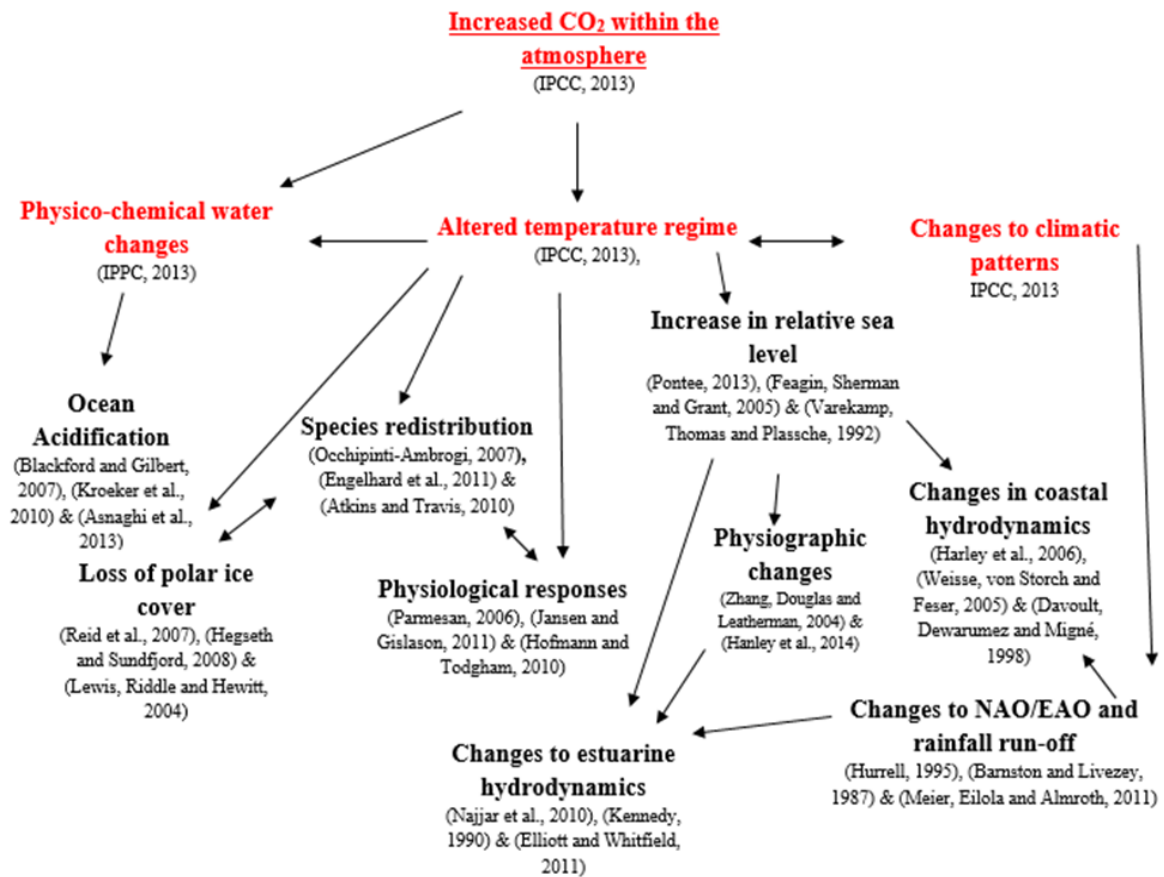 Increased CO₂ within the
atmosphere
(IPCC, 2013)
Physico-chemical water
changes
(IPPC, 2013)
Altered temperature regime
(IPCC, 2013),
Changes to climatic
patterns
IPCC, 2013
Increase in relative sea
level
(Pontee, 2013), (Feagin, Sherman
and Grant, 2005) & (Varekamp,
Thomas and Plassche, 1992)
Ocean
Acidification
(Blackford and Gilbert,
2007), (Kroeker et al.,
2010) & (Asnaghi et al.,
2013)
Species redistribution
(Occhipinti-Ambrogi, 2007),
(Engelhard et al., 2011) &
(Atkins and Travis, 2010)
Changes in coastal
hydrodynamics
(Harley et al., 2006),
(Weisse, von Storch and
Feser, 2005) & (Davoult,
Dewarumez and Migné,
1998)
Physiographic
changes
(Zhang, Douglas and
Leatherman, 2004) &
(Hanley et al., 2014)
Loss of polar ice
cover
(Reid et al., 2007), (Hegseth
and Sundfjord, 2008) &
(Lewis, Riddle and Hewitt,
2004)
Physiological responses
(Parmesan, 2006), (Jansen and
Gislason, 2011) & (Hofmann and
Todgham, 2010)
Changes to NAO/EAO and
rainfall run-off
(Hurrell, 1995), (Barnston and Livezey,
1987) & (Meier, Eilola and Almroth, 2011)
Changes to estuarine
hydrodynamics
(Najjar et al., 2010), (Kennedy,
1990) & (Elliott and Whitfield,
2011)